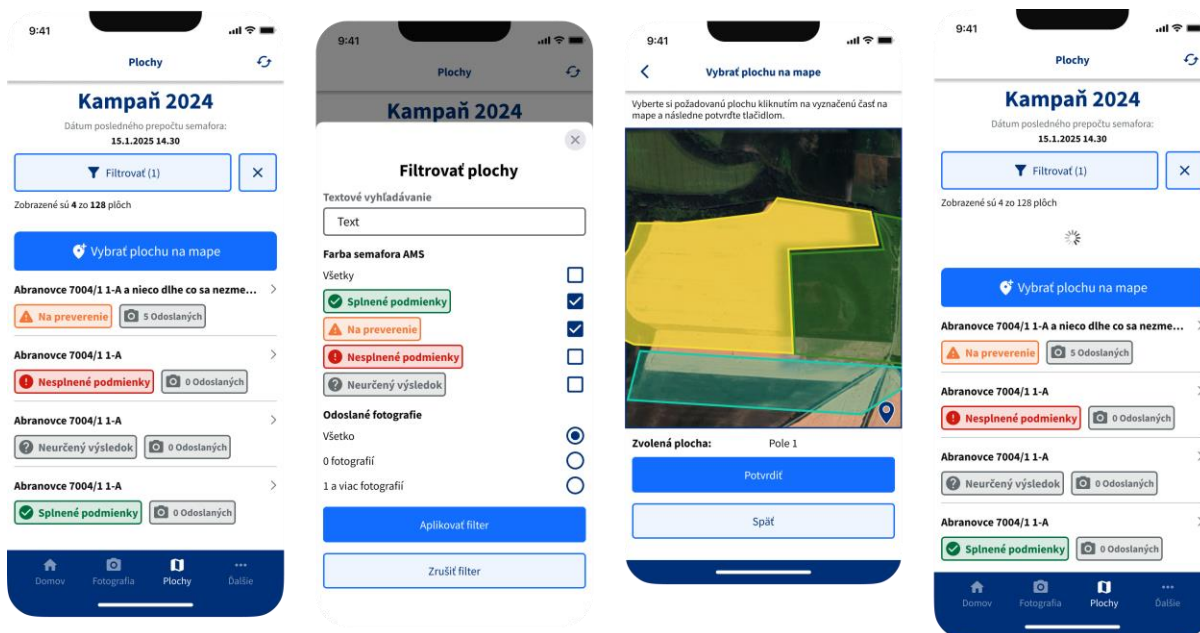 9:41
Plochy
Kampaň 2024
Dátum posledného prepočtu semafora:
15.1.2025 14.30
Filtrovať (1)
Zobrazené sú 4 zo 128 plôch
Vybrať plochu na mape
Abranovce 7004/1 1-A a nieco dlhe co sa nezme...
Na preverenie
5 Odoslaných
Abranovce 7004/1 1-A
Nesplnené podmienky
0 Odoslaných
Abranovce 7004/1 1-A
Neurčený výsledok
0 Odoslaných
Abranovce 7004/1 1-A
Splnené podmienky
0 Odoslaných
Domov
Fotografia
Plochy
Ďalšie
9:41
Plochy
Kampaň 2024
Filtrovať plochy
Textové vyhľadávanie
Text
Farba semafora AMS
Všetky
Splnené podmienky
Na preverenie
Nesplnené podmienky
Neurčený výsledok
Odoslané fotografie
Všetko
0 fotografií
1 a viac fotografií
Aplikovať filter
Zrušiť filter
9:41
Vybrať plochu na mape
Vyberte si požadovanú plochu kliknutím na vyznačenú časť na
mape a následne potvrďte tlačidlom.
Zvolená plocha:
Pole 1
Potvrdiť
Späť
9:41
Plochy
Kampaň 2024
Dátum posledného prepočtu semafora:
15.1.2025 14.30
Filtrovať (1)
Zobrazené sú 4 zo 128 plôch
Vybrať plochu na mape
Abranovce 7004/1 1-A a nieco dlhe co sa nezme...
Na preverenie
5 Odoslaných
Abranovce 7004/1 1-A
Nesplnené podmienky
0 Odoslaných
Abranovce 7004/1 1-A
Neurčený výsledok
0 Odoslaných
Abranovce 7004/1 1-A
Splnené podmienky
0 Odoslaných
Domov
Fotografia
Plochy
Ďalšie